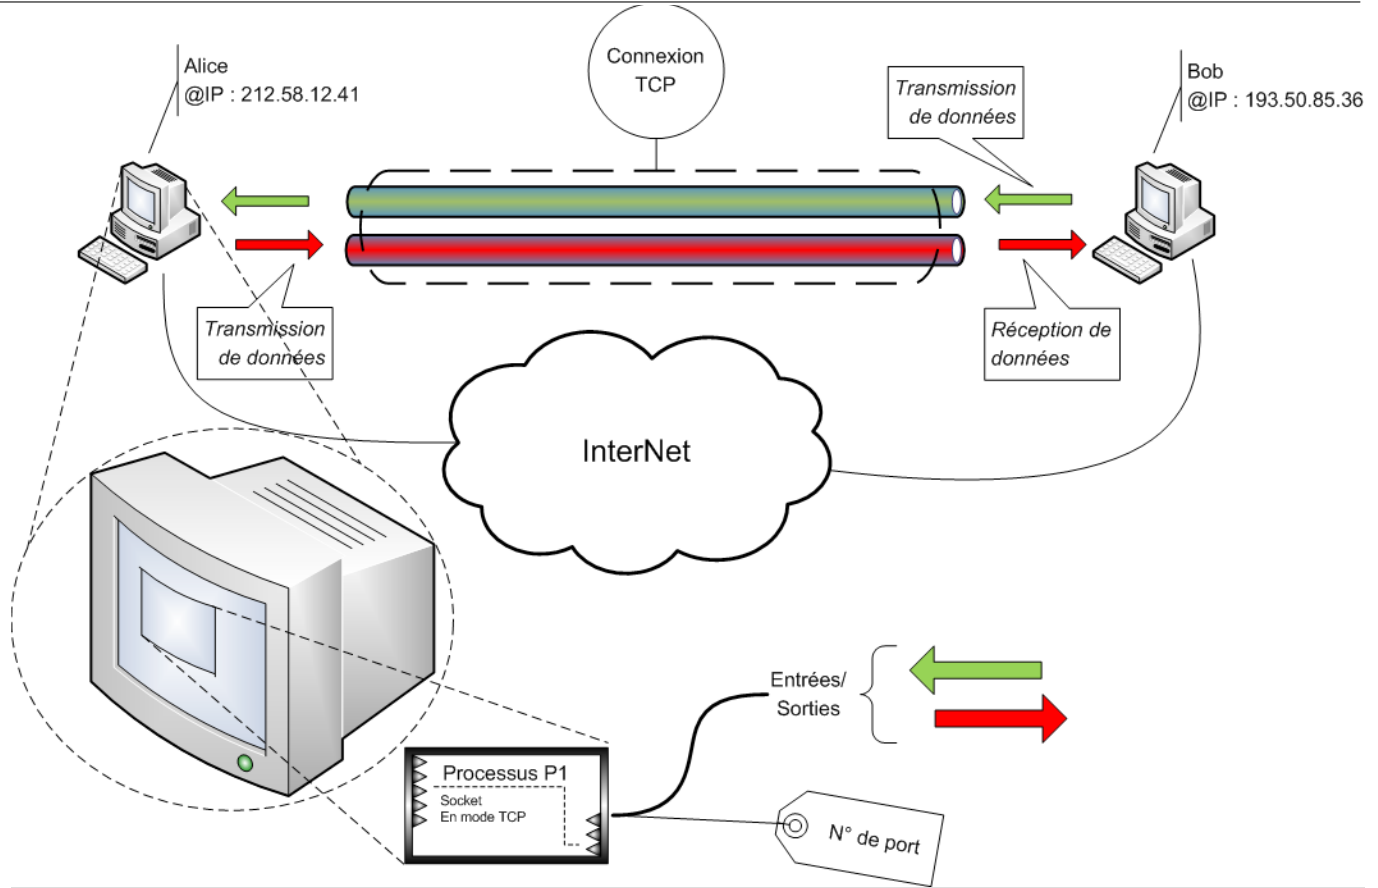 Connexion
TCP
Alice
@IP : 212.58.12.41
Bob
@IP : 193.50.85.36
Transmission
de données
Transmission
de données
Réception de
données
InterNet
Entrées/
Sorties
Processus P1
Socket
En mode TCP
N° de port